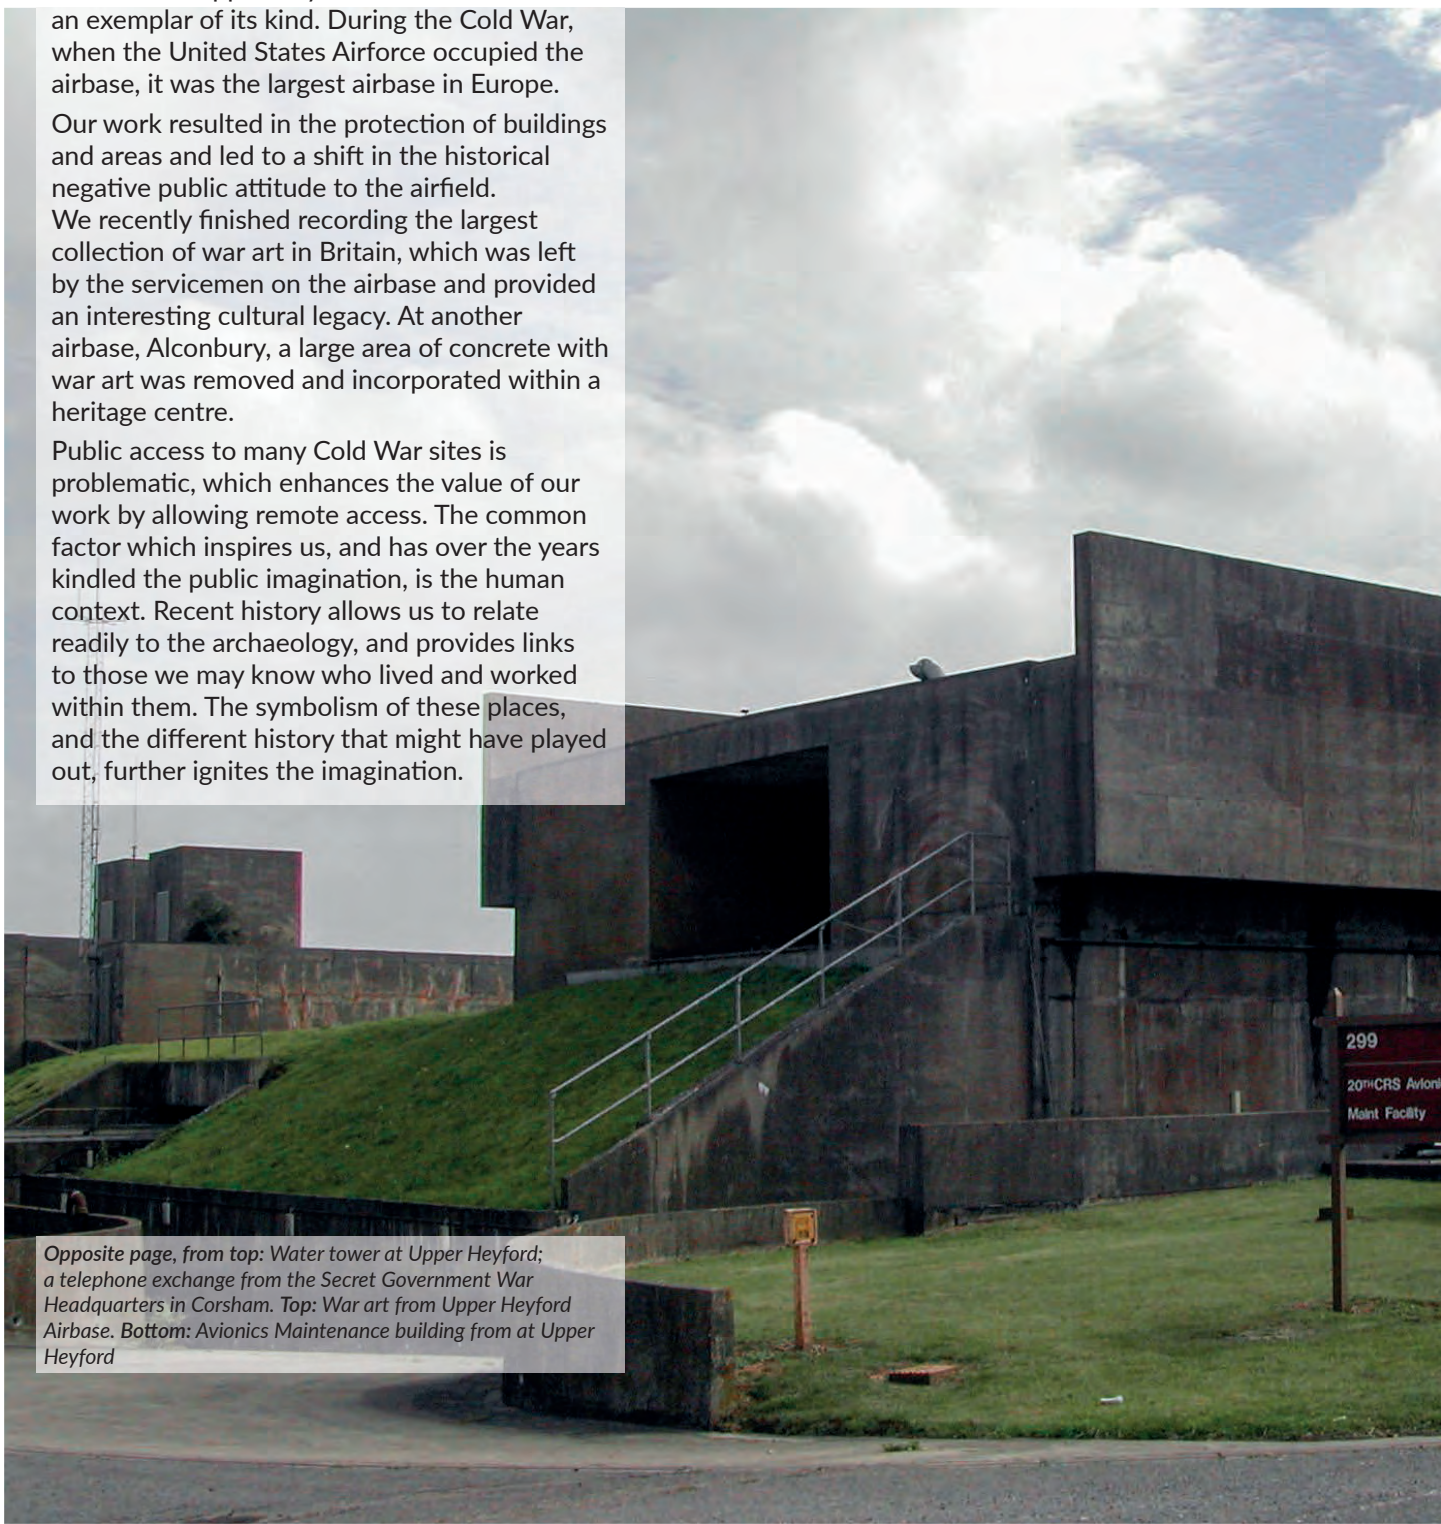 an exemplar of its kind. During the Cold War,
when the United States Airforce occupied the
airbase, it was the largest airbase in Europe.
Our work resulted in the protection of buildings
and areas and led to a shift in the historical
negative public attitude to the airfield.
We recently finished recording the largest
collection of war art in Britain, which was left
by the servicemen on the airbase and provided
an interesting cultural legacy. At another
airbase, Alconbury, a large area of concrete with
war art was removed and incorporated within a
heritage centre.
Public access to many Cold War sites is
problematic, which enhances the value of our
work by allowing remote access. The common
factor which inspires us, and has over the years
kindled the public imagination, is the human
context. Recent history allows us to relate
readily to the archaeology, and provides links
to those we may know who lived and worked
within them. The symbolism of these places,
and the different history that might have played
out, further ignites the imagination.
299
20THCRS Avioni
Maint Facility
Opposite page, from top: Water tower at Upper Heyford;
a telephone exchange from the Secret Government War
Headquarters in Corsham. Top: War art from Upper Heyford
Airbase. Bottom: Avionics Maintenance building from at Upper
Heyford